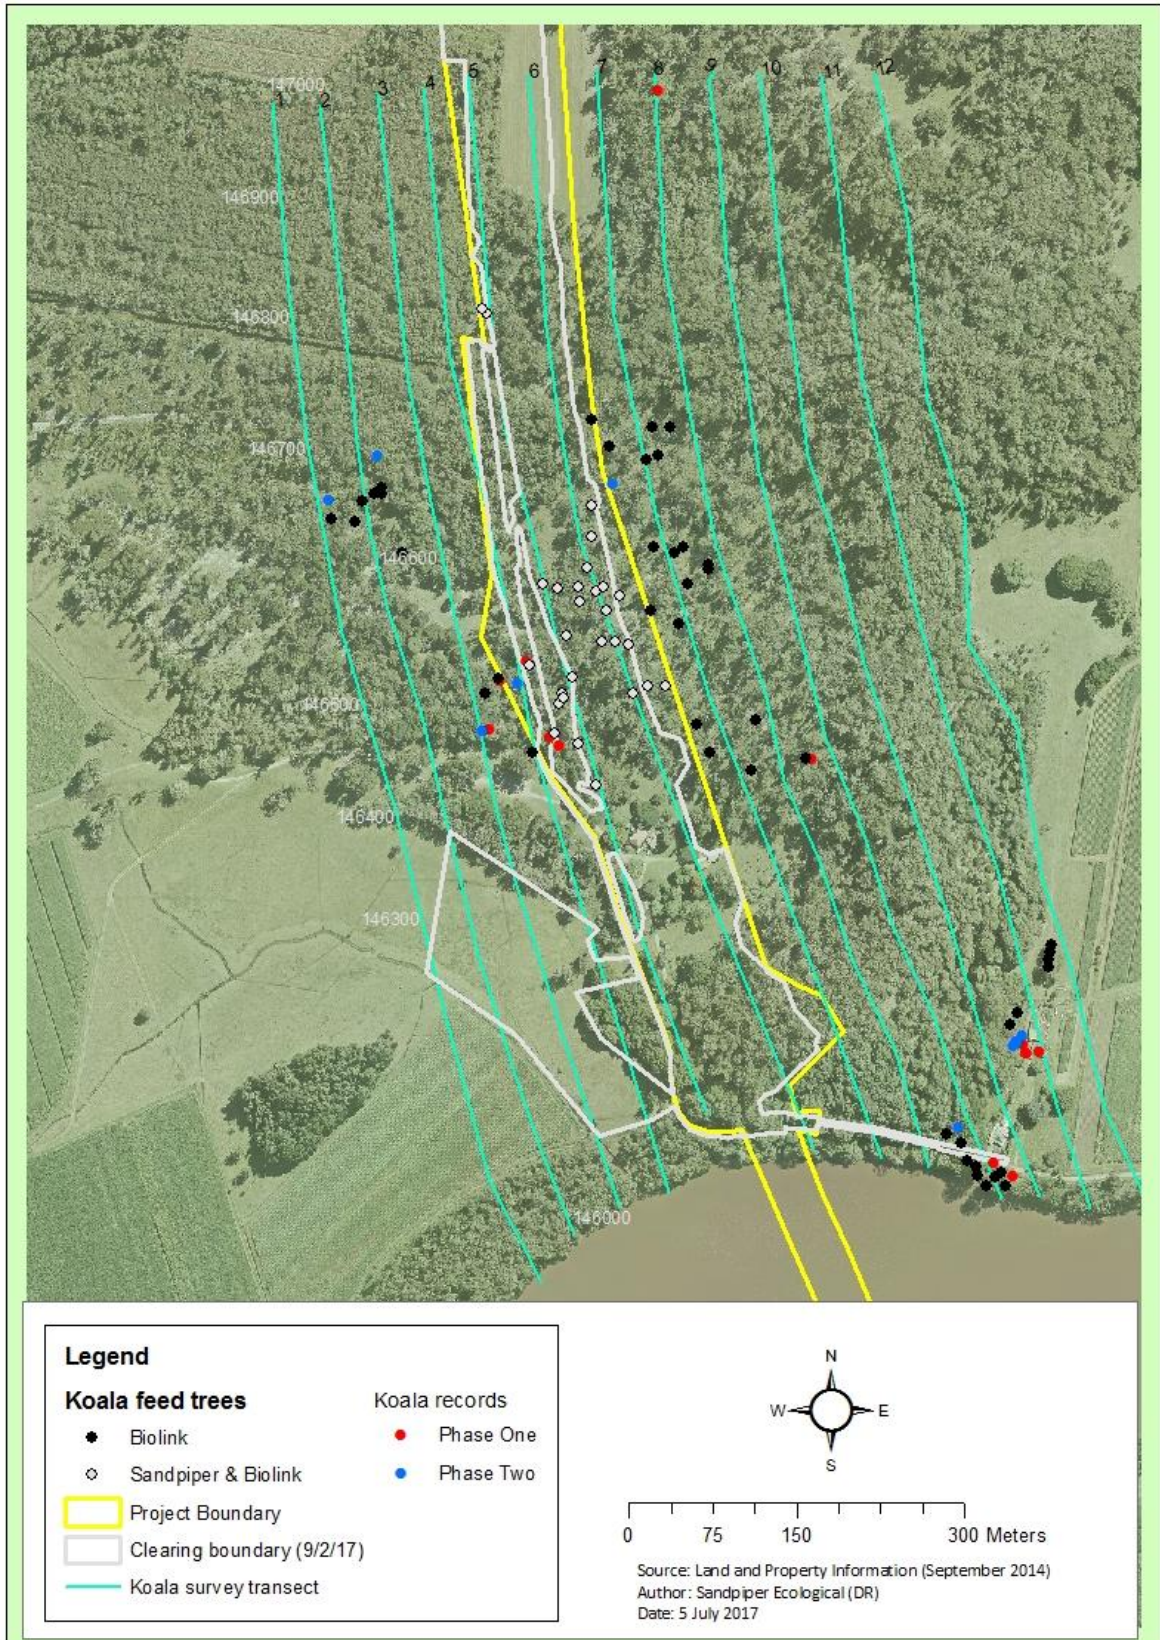 1
2
3
4
5
6
7
8
9
10
11
12
147000
146900
146800
146700
146600
146500
146400
146300
146000
Legend
Koala feed trees
Koala records
Biolink
Phase One
Sandpiper & Biolink
Phase Two
Project Boundary
Clearing boundary (9/2/17)
Koala survey transect
N
W
E
S
0
75
150
300 Meters
Source: Land and Property Information (September 2014)
Author: Sandpiper Ecological (DR)
Date: 5 July 2017